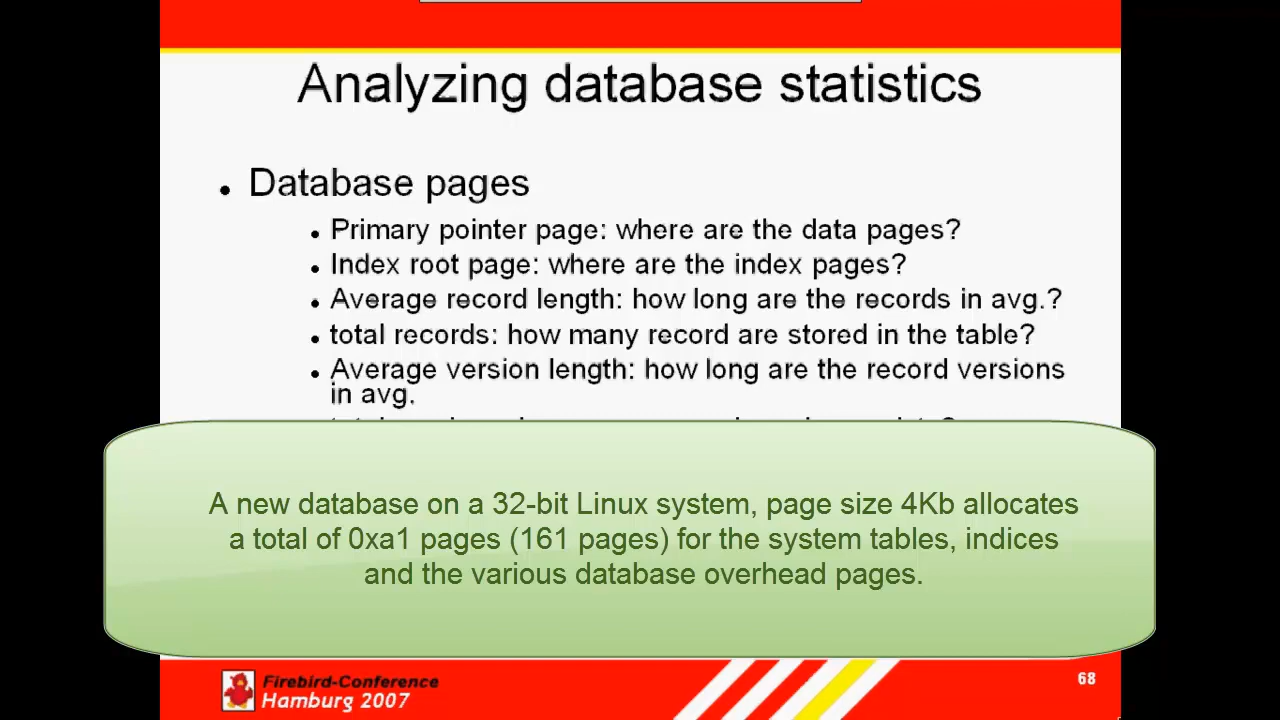 Analyzing database statistics
Database pages
Primary pointer page: where are the data pages?
Index root page: where are the index pages?
Average record length: how long are the records in avg.?
total records: how many record are stored in the table?
Average version length: how long are the record versions
in avg.
A new database on a 32-bit Linux system, page size 4Kb allocates
a total of 0xa1 pages (161 pages) for the system tables, indices
and the various database overhead pages.
Firebird-Conference
Hamburg 2007
68